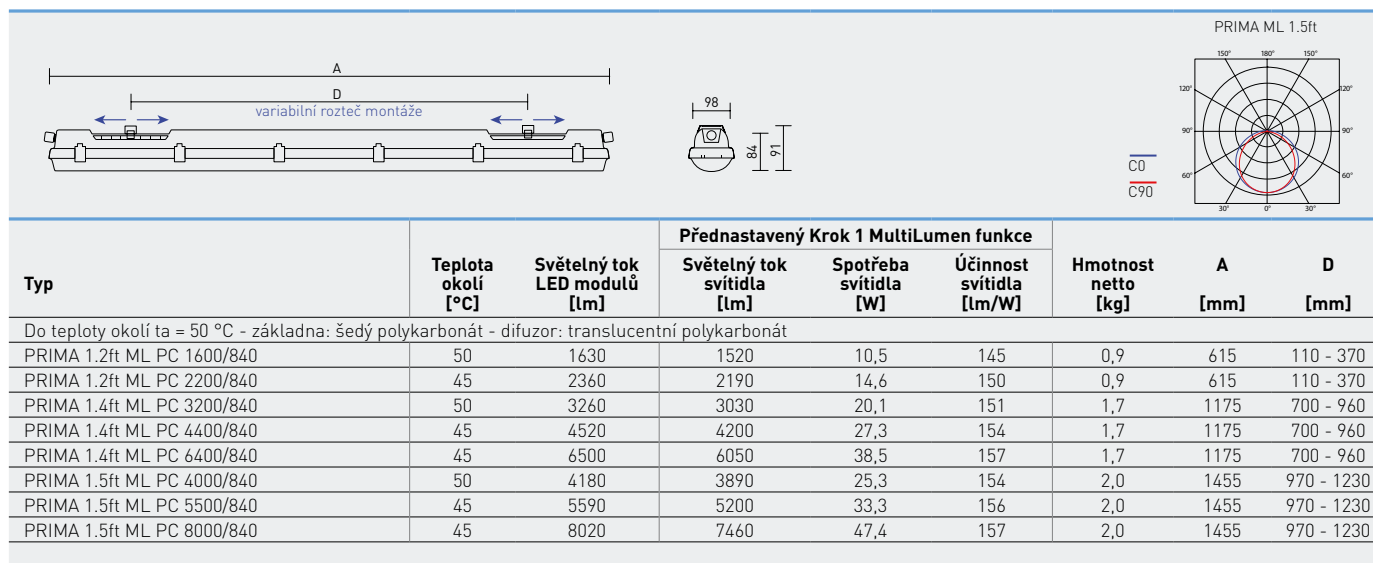 PRIMA ML 1.5ft
150° 180° 150°
120° 120°
90° 90°
60° 60°
30° 0° 30°
C0
C90
A
D
variabilní rozteč montáže
98
84
91
Přednastavený Krok 1 MultiLumen funkce
Typ Teplota okolí [°C] Světelný tok LED modulů [lm] Světelný tok svítidla [lm] Spotřeba svítidla [W] Účinnost svítidla [lm/W] Hmotnost netto [kg] A [mm] D [mm]
Do teploty okolí ta = 50 °C - základna: šedý polykarbonát - difuzor: translucentní polykarbonát
PRIMA 1.2ft ML PC 1600/840 50 1630 1520 10,5 145 0,9 615 110 - 370
PRIMA 1.2ft ML PC 2200/840 45 2360 2190 14,6 150 0,9 615 110 - 370
PRIMA 1.4ft ML PC 3200/840 50 3260 3030 20,1 151 1,7 1175 700 - 960
PRIMA 1.4ft ML PC 4400/840 45 4520 4200 27,3 154 1,7 1175 700 - 960
PRIMA 1.4ft ML PC 6400/840 45 6500 6050 38,5 157 1,7 1175 700 - 960
PRIMA 1.5ft ML PC 4000/840 50 4180 3890 25,3 154 2,0 1455 970 - 1230
PRIMA 1.5ft ML PC 5500/840 45 5590 5200 33,3 156 2,0 1455 970 - 1230
PRIMA 1.5ft ML PC 8000/840 45 8020 7460 47,4 157 2,0 1455 970 - 1230